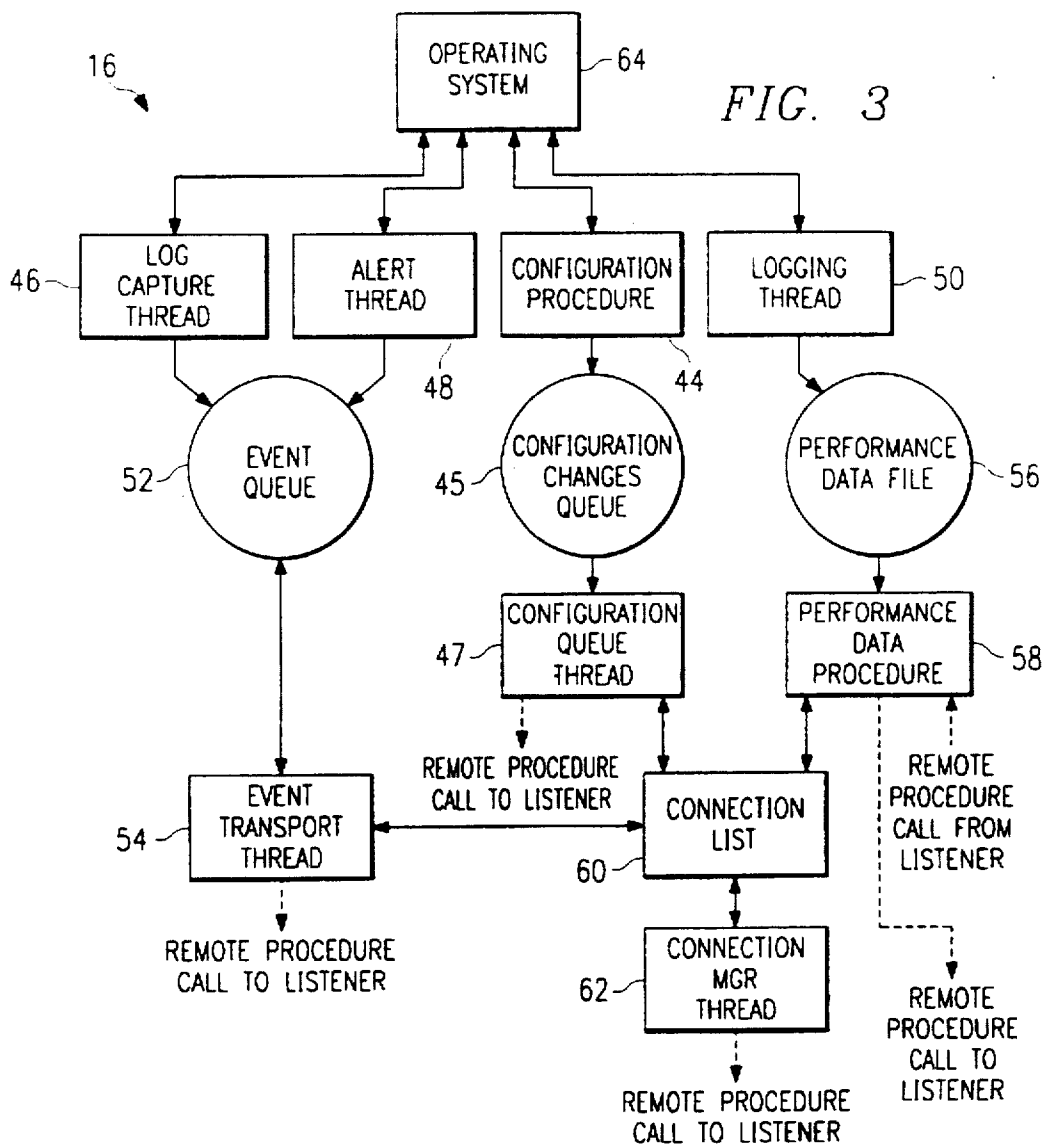 OPERATING
SYSTEM
64
16
FIG. 3
LOG
CAPTURE
THREAD
46
ALERT
THREAD
48
CONFIGURATION
PROCEDURE
44
LOGGING
THREAD
50
EVENT
QUEUE
52
CONFIGURATION
CHANGES
QUEUE
45
PERFORMANCE
DATA FILE
56
CONFIGURATION
QUEUE
THREAD
47
PERFORMANCE
DATA
PROCEDURE
58
REMOTE PROCEDURE
CALL TO LISTENER
REMOTE
PROCEDURE
CALL FROM
LISTENER
EVENT
TRANSPORT
THREAD
54
CONNECTION
LIST
60
REMOTE PROCEDURE
CALL TO LISTENER
CONNECTION
MGR
THREAD
62
REMOTE
PROCEDURE
CALL TO
LISTENER
REMOTE PROCEDURE
CALL TO LISTENER